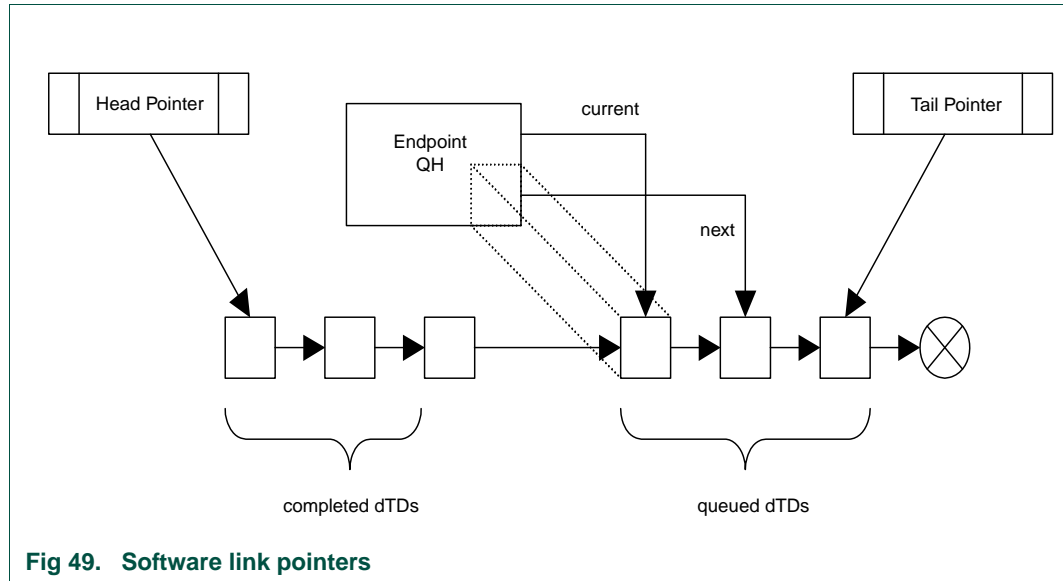 Head Pointer
Endpoint
QH
current
next
Tail Pointer
completed dTDs
queued dTDs
Fig 49. Software link pointers